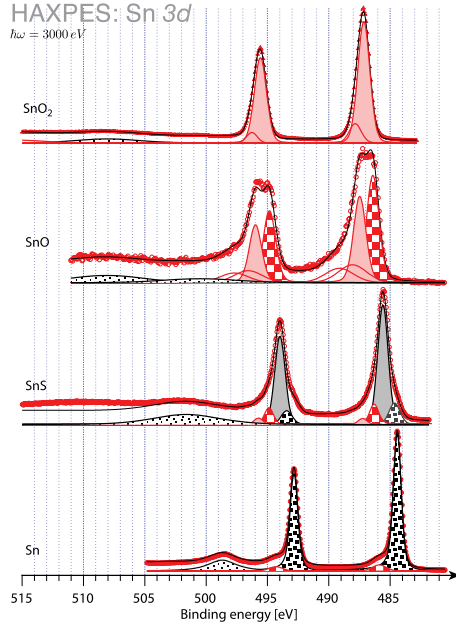 HAXPES: Sn 3d
ħω = 3000 eV
SnO₂
SnO
SnS
Sn
515 510 505 500 495 490 485
Binding energy [eV]